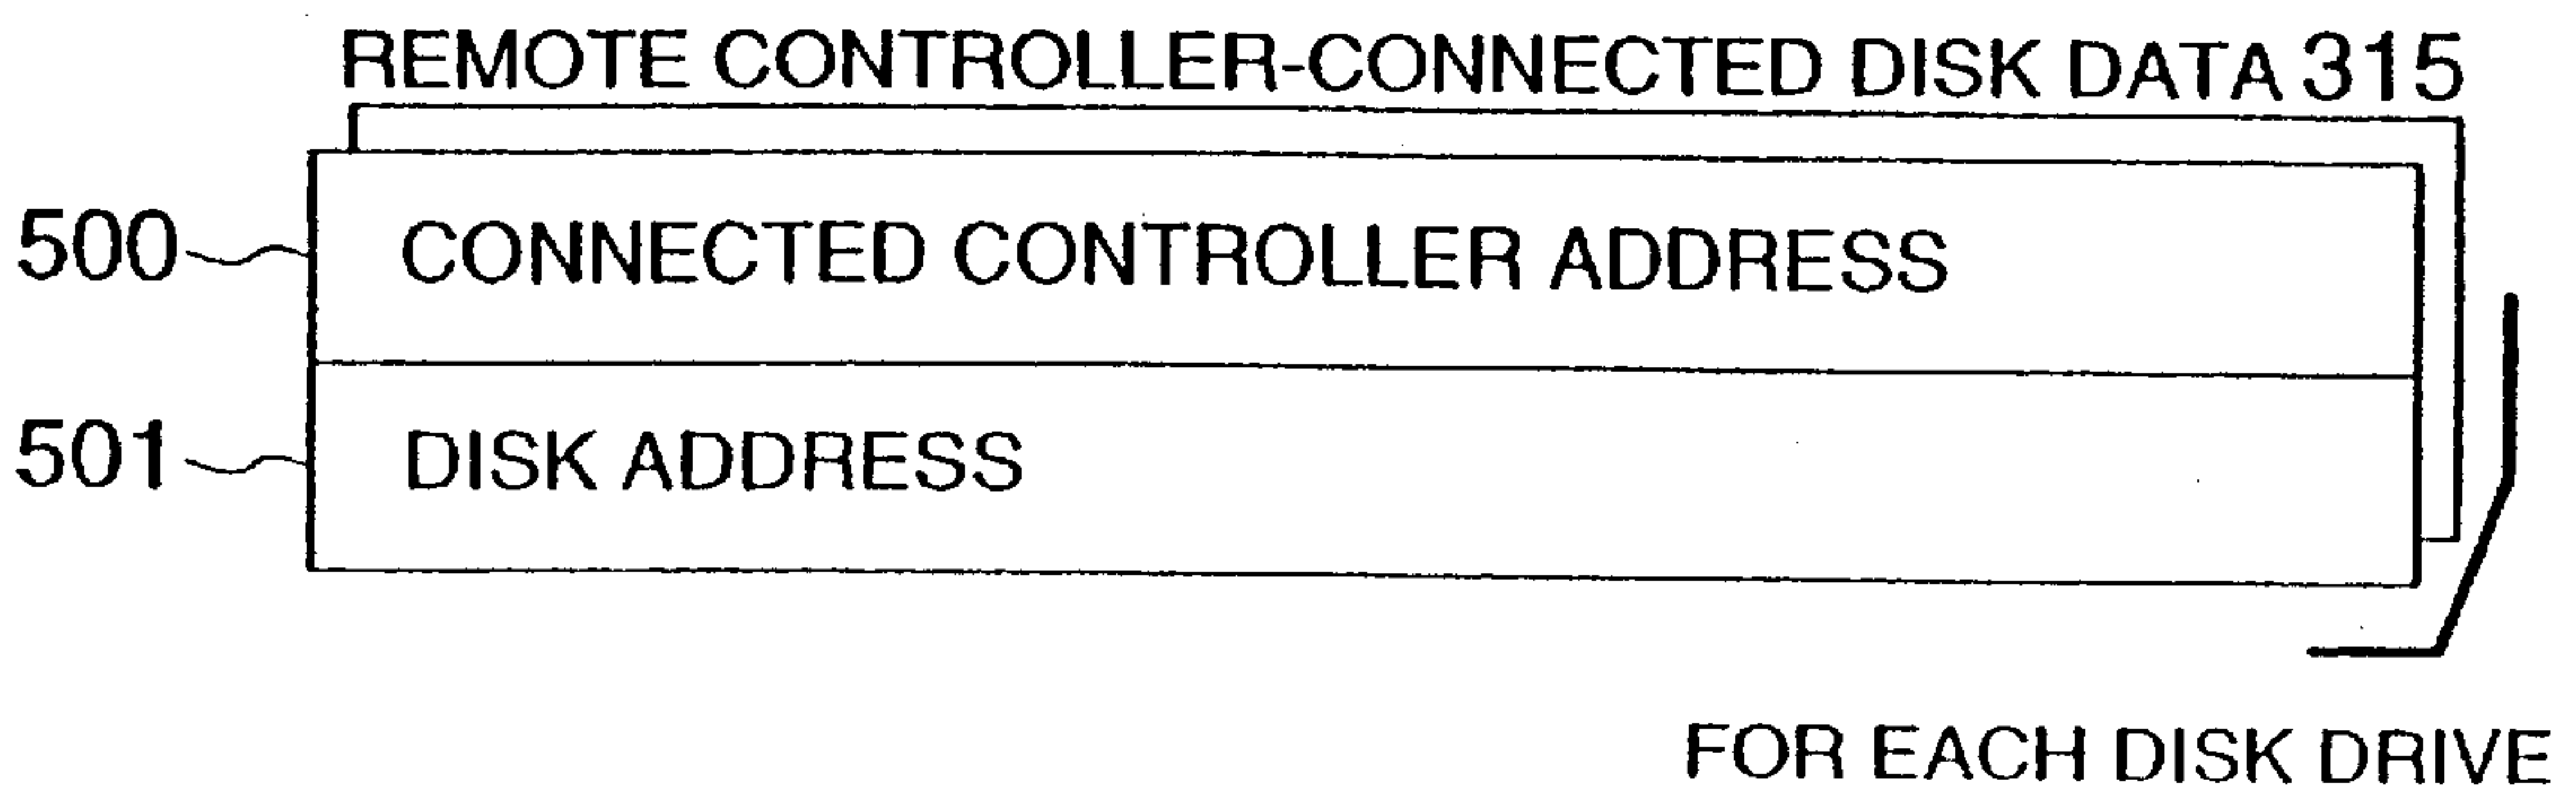 REMOTE CONTROLLER-CONNECTED DISK DATA 315
500 CONNECTED CONTROLLER ADDRESS
501 DISK ADDRESS
FOR EACH DISK DRIVE